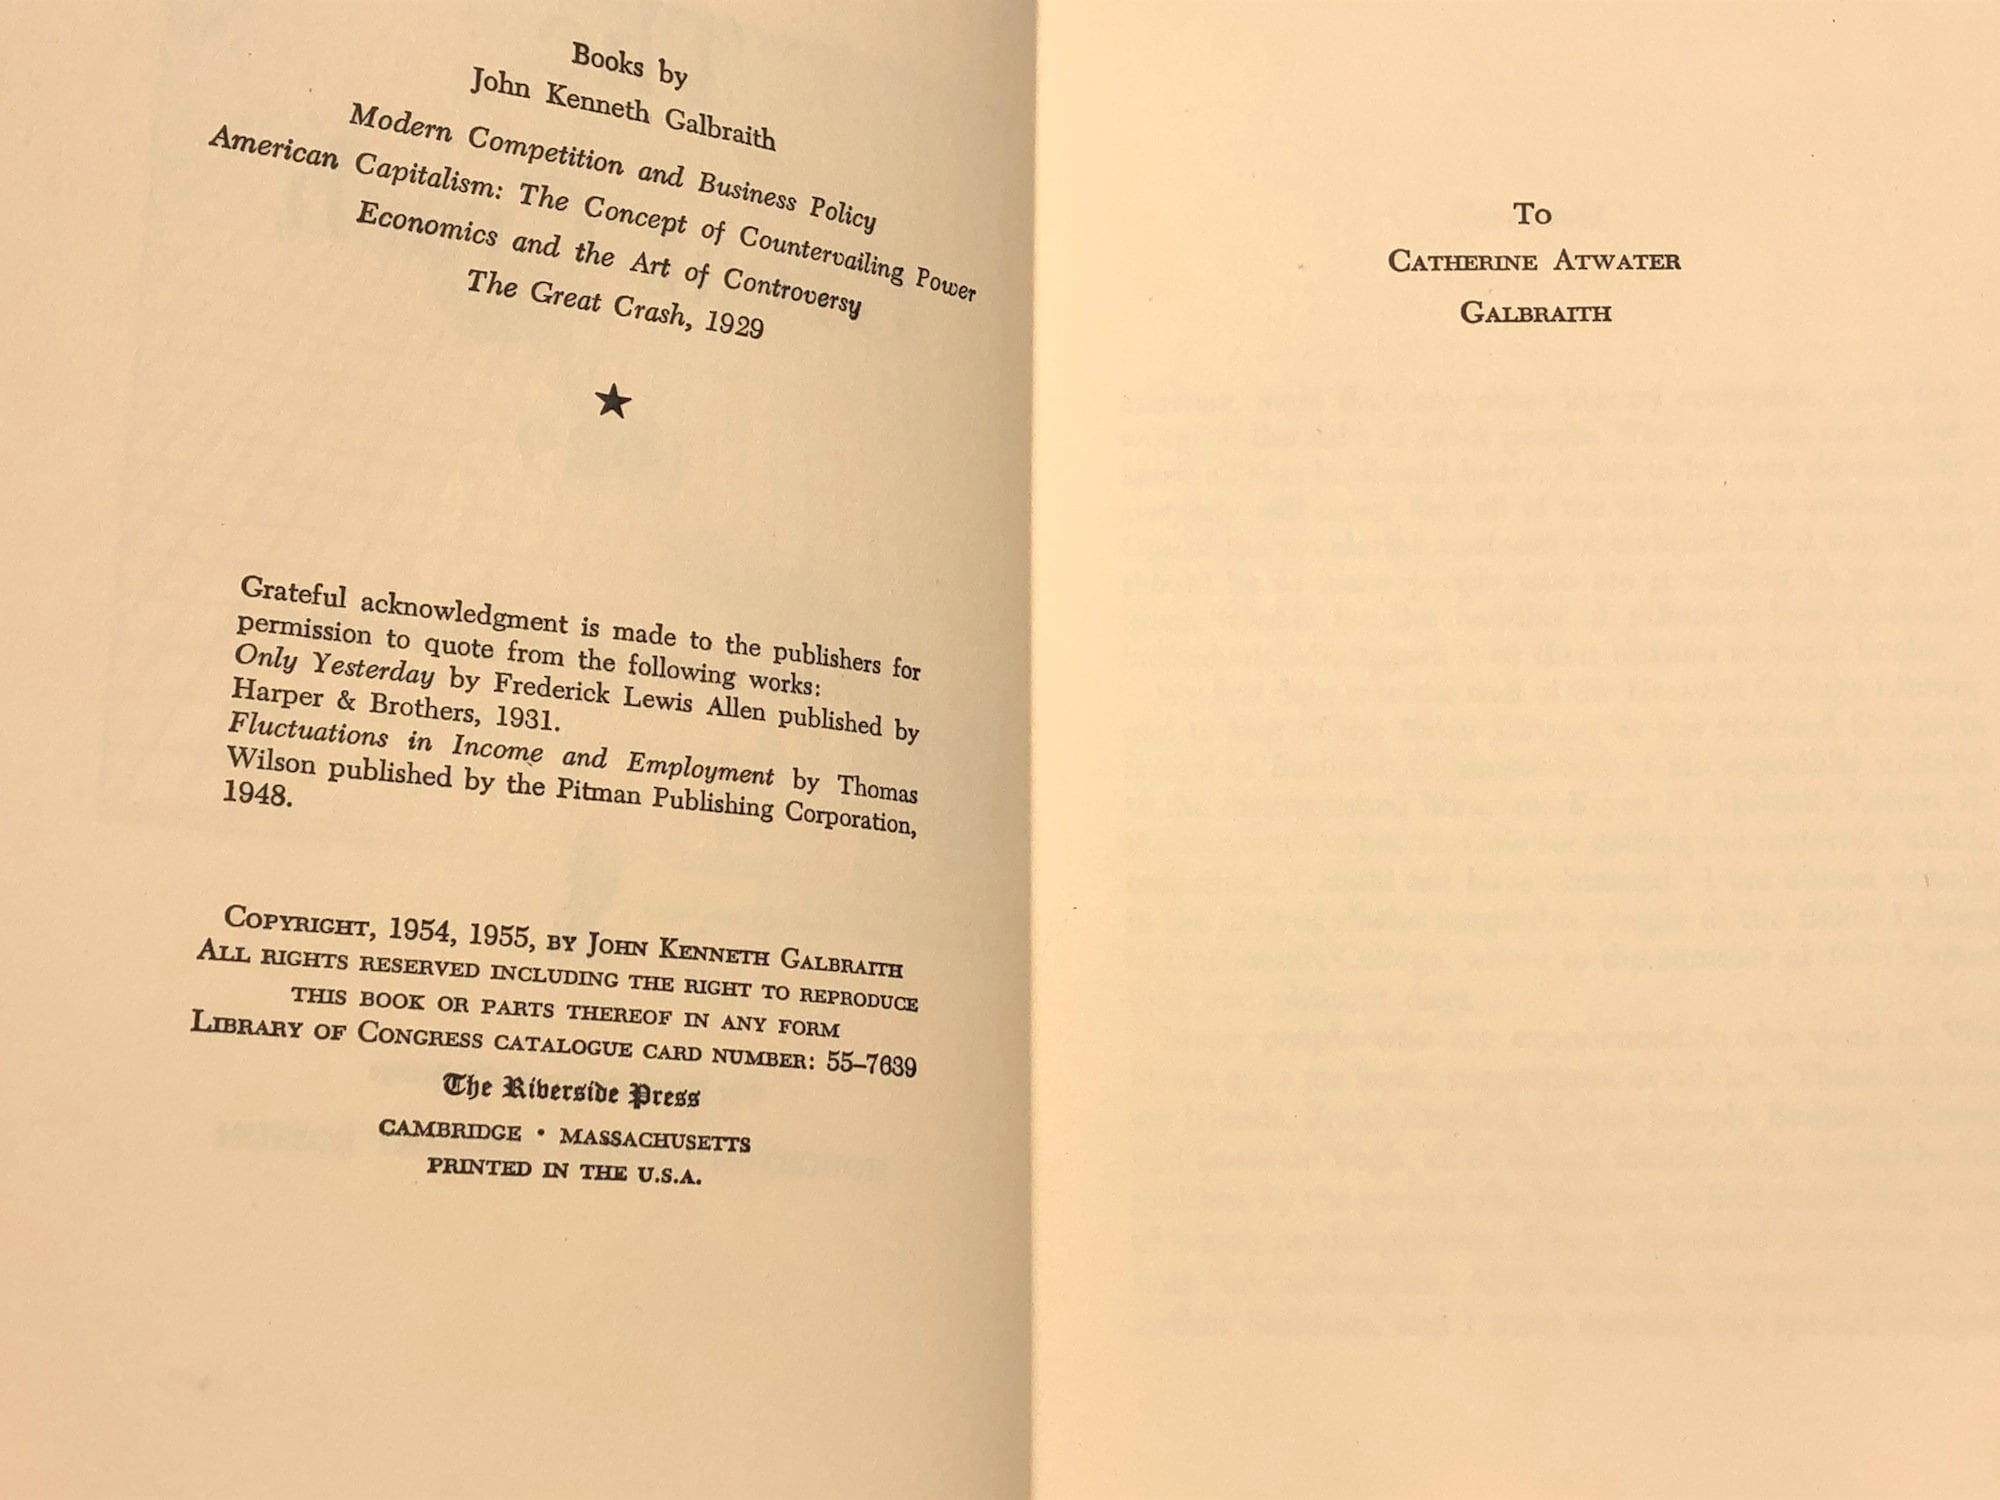 Books by
John Kenneth Galbraith
Modern Competition and Business Policy
American Capitalism: The Concept of Countervailing Power
Economics and the Art of Controversy
The Great Crash, 1929
Grateful acknowledgment is made to the publishers for
permission to quote from the following works:
Only Yesterday by Frederick Lewis Allen published by
Harper & Brothers, 1931.
Fluctuations in Income and Employment by Thomas
Wilson published by the Pitman Publishing Corporation,
1948.
COPYRIGHT, 1954, 1955, BY JOHN KENNETH GALBRAITH
ALL RIGHTS RESERVED INCLUDING THE RIGHT TO REPRODUCE
THIS BOOK OR PARTS THEREOF IN ANY FORM
LIBRARY OF CONGRESS CATALOGUE CARD NUMBER: 55–7639
The Riverside Press
CAMBRIDGE · MASSACHUSETTS
PRINTED IN THE U.S.A.
To
CATHERINE ATWATER
GALBRAITH